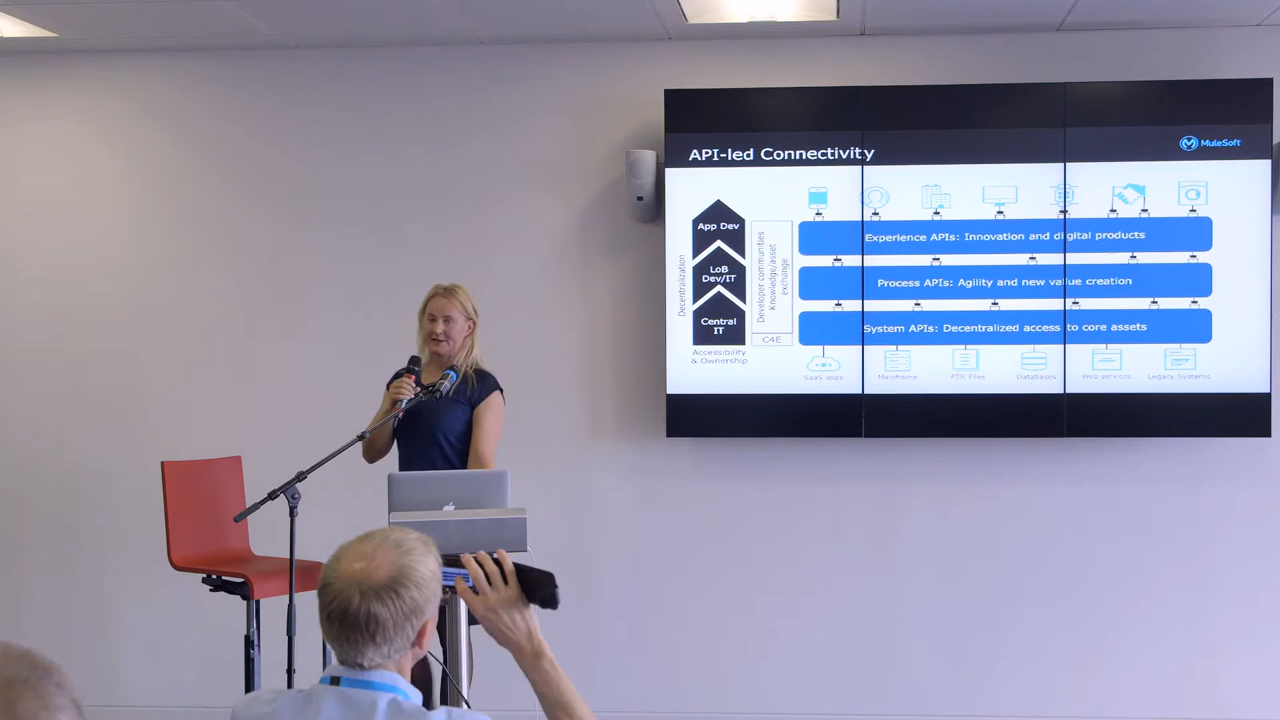 API-led Connectivity
MuleSoft
Decentralization
App Dev
LoB
Dev/IT
Central
IT
Accessibility
& Ownership
Developer communities
Knowledge/asset
exchange
C4E
Experience APIs: Innovation and digital products
Process APIs: Agility and new value creation
System APIs: Decentralized access to core assets
SaaS apps
Mainframe
FTP, Files
Databases
Web services
Legacy Systems